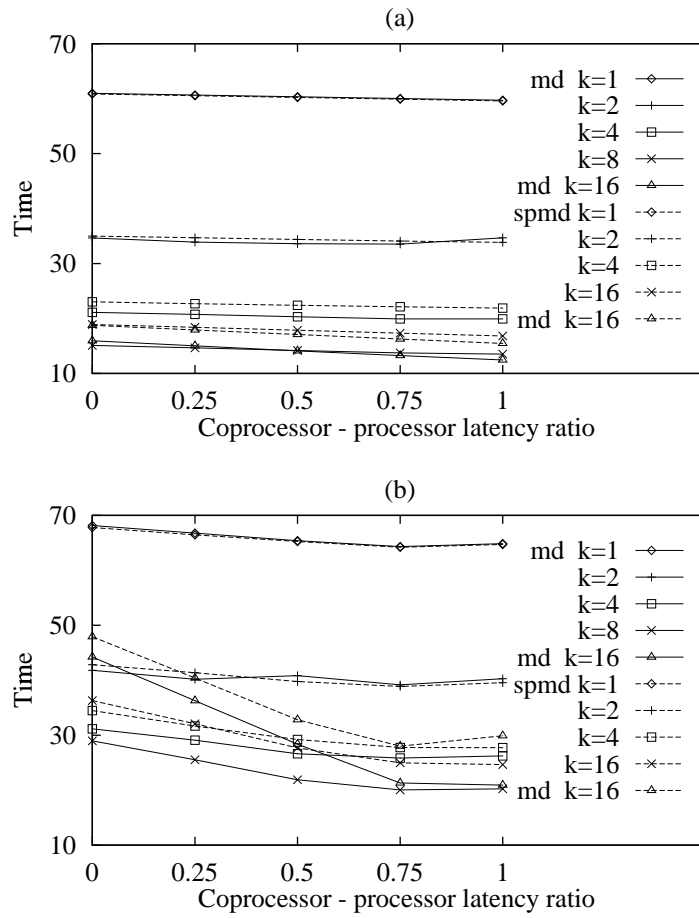 (a)
70
50
30
10
Time
0 0.25 0.5 0.75 1
Coprocessor - processor latency ratio
md k=1
k=2
k=4
k=8
md k=16
spmd k=1
k=2
k=4
k=16
md k=16
(b)
70
50
30
10
Time
0 0.25 0.5 0.75 1
Coprocessor - processor latency ratio
md k=1
k=2
k=4
k=8
md k=16
spmd k=1
k=2
k=4
k=16
md k=16